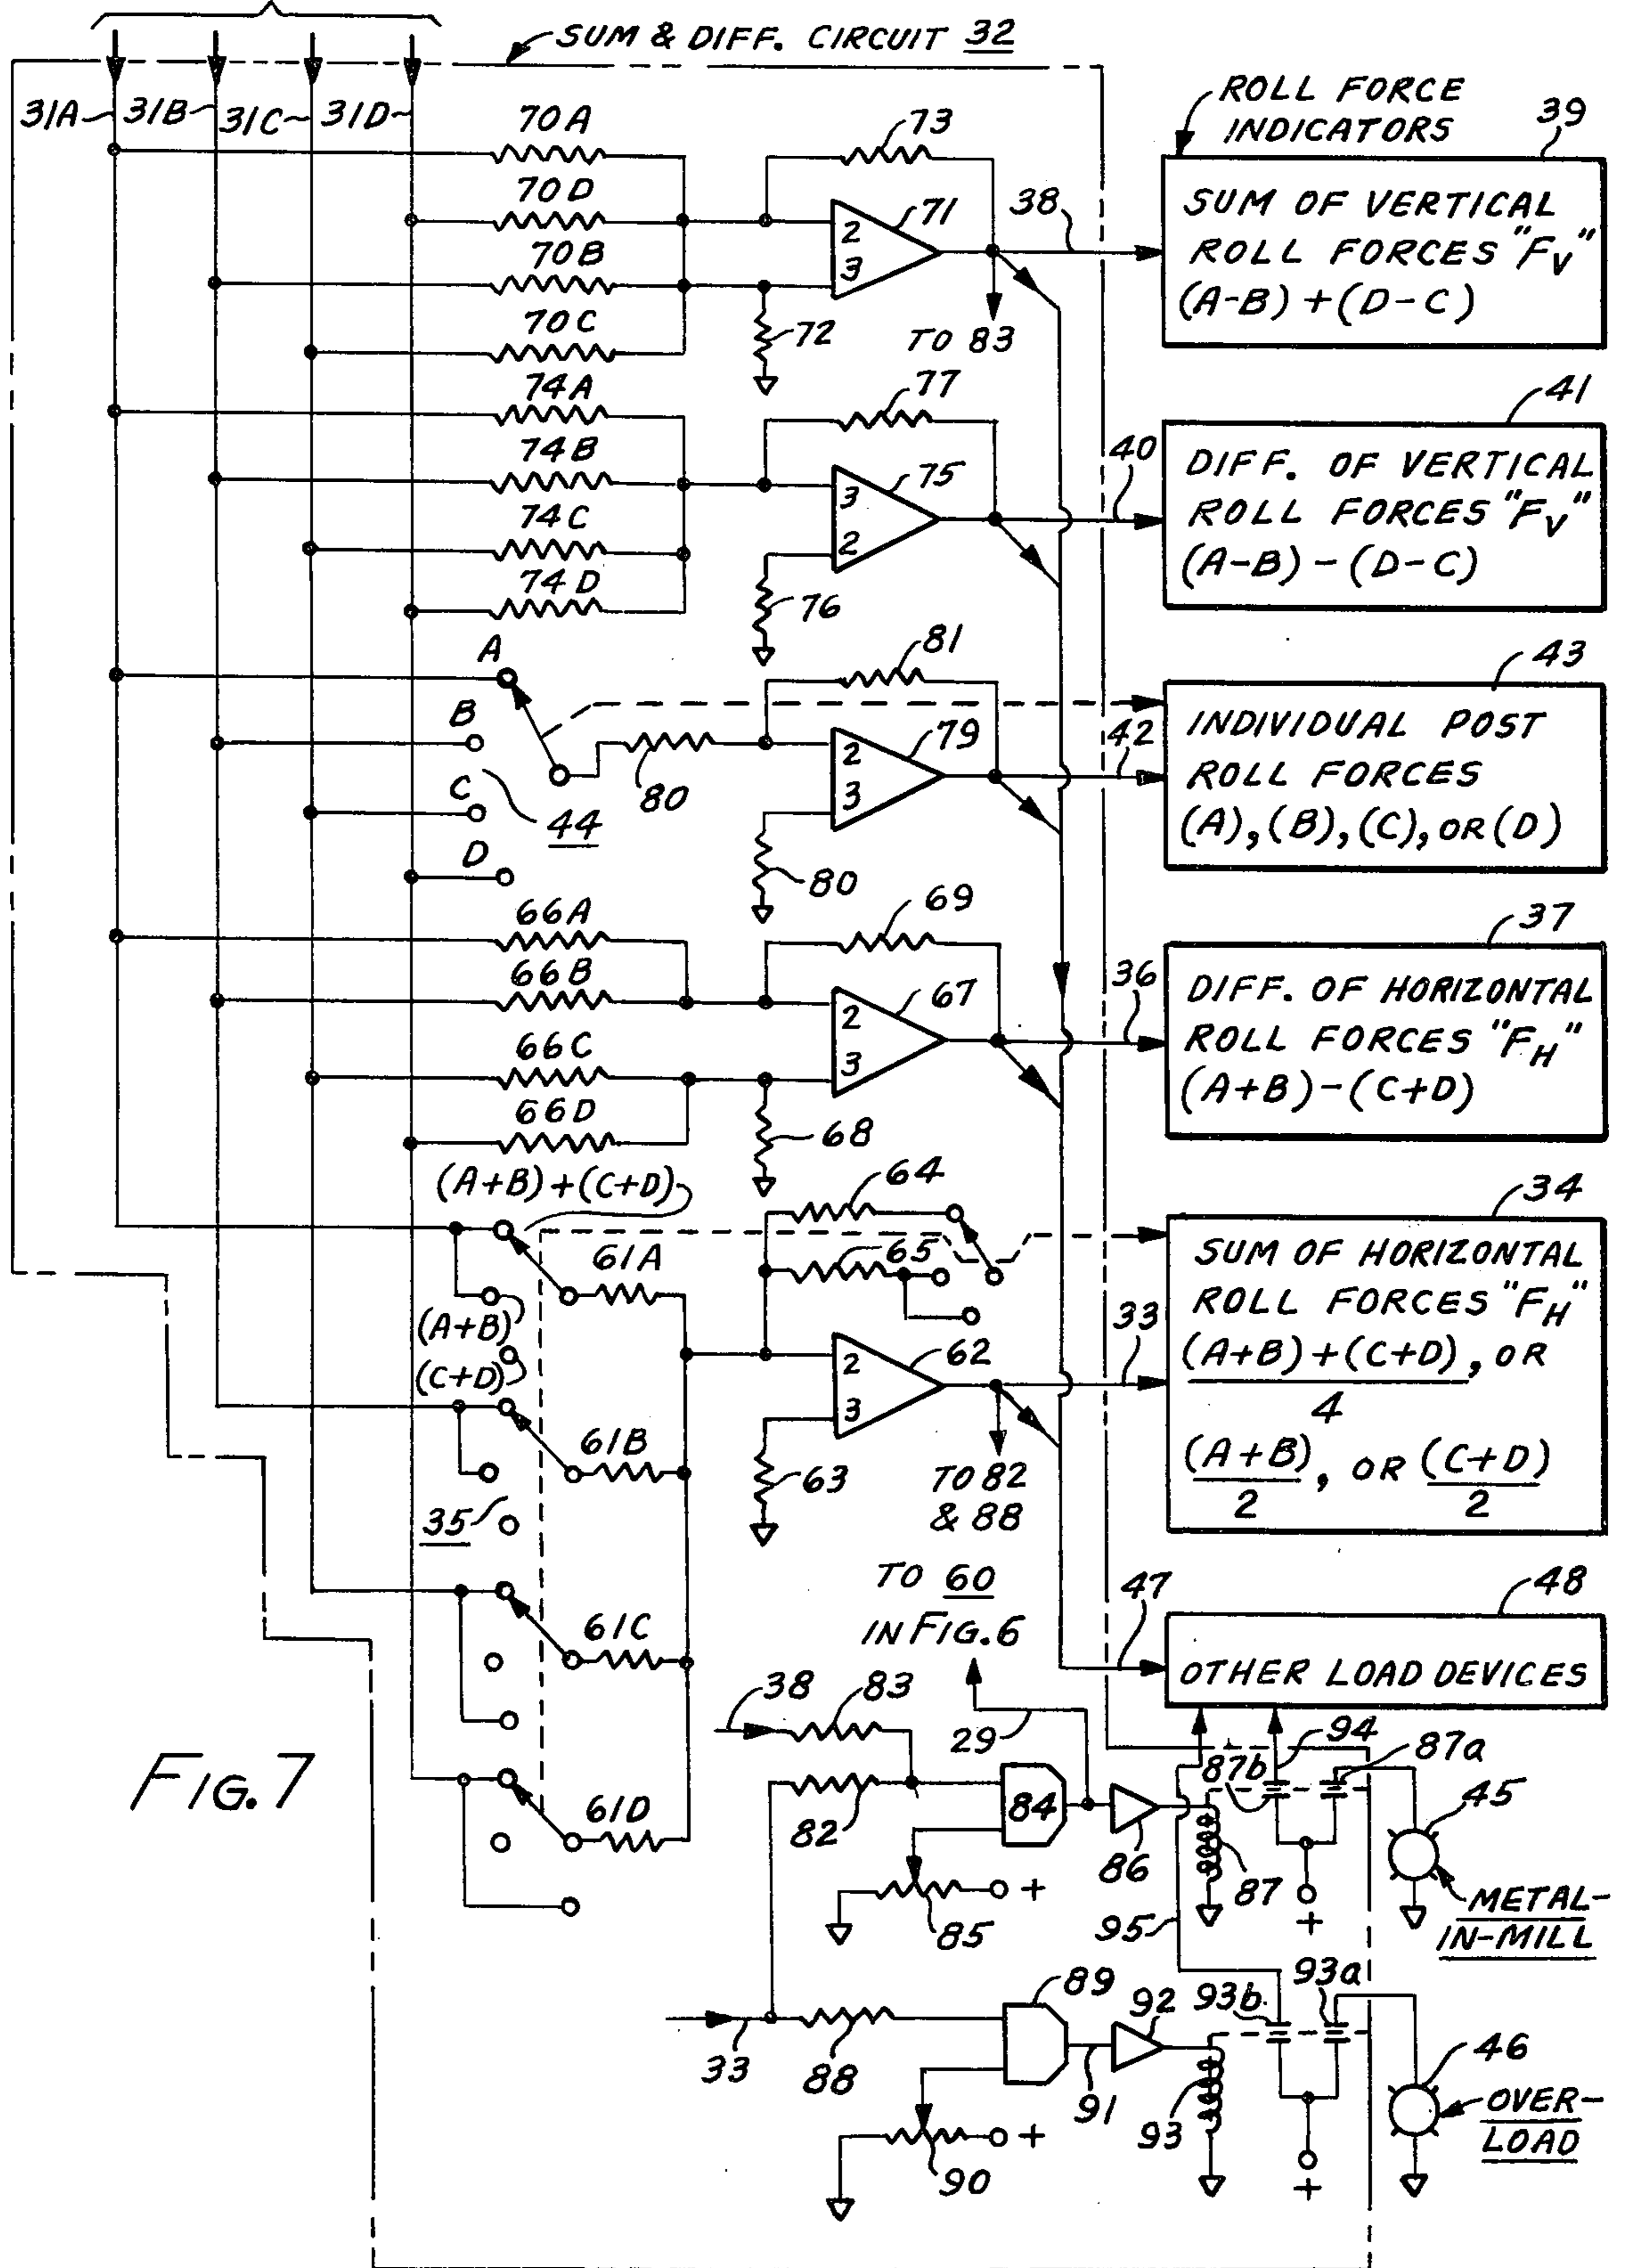 SUM & DIFF. CIRCUIT 32
31A 31B 31C 31D
ROLL FORCE
INDICATORS
39
70A
73
70D
71
38
SUM OF VERTICAL
ROLL FORCES "FV"
(A-B)+(D-C)
2
3
70B
70C
72
TO 83
74A
77
41
74B
75
40
DIFF. OF VERTICAL
ROLL FORCES "FV"
(A-B)-(D-C)
3
2
74C
74D
76
A
81
43
B
79
42
INDIVIDUAL POST
ROLL FORCES
(A),(B),(C), OR (D)
2
3
C
80
44
D
80
66A
69
37
66B
67
36
DIFF. OF HORIZONTAL
ROLL FORCES "FH"
(A+B)-(C+D)
2
3
66C
66D
68
(A+B)+(C+D)
64
34
61A
65
SUM OF HORIZONTAL
ROLL FORCES "FH"
(A+B)+(C+D), OR
4
(A+B), OR (C+D)
2 2
(A+B)
(C+D)
33
62
2
3
61B
63
TO 82
& 88
35
TO 60
IN FIG. 6
47
48
61C
OTHER LOAD DEVICES
38
83
29
94
87b
87a
FIG. 7
61D
82
84
86
87
45
+
85
+
95
METAL-
IN-MILL
89
92
93b
93a
33
88
91
93
46
+
90
+
OVER-
LOAD